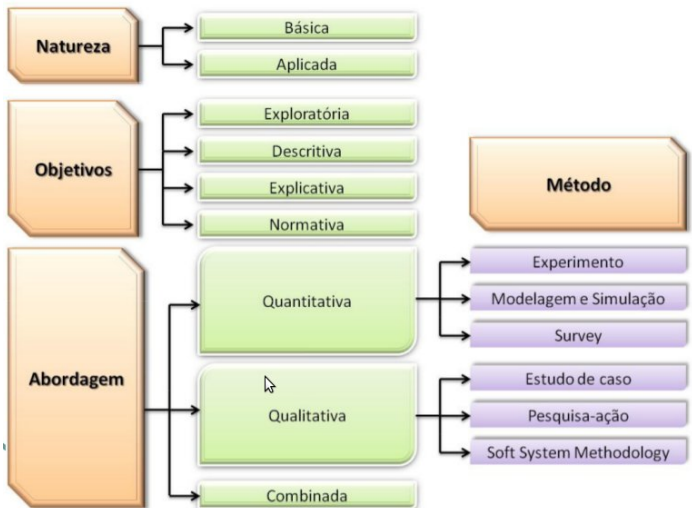 Natureza
Básica
Aplicada
Objetivos
Exploratória
Descritiva
Explicativa
Normativa
Método
Abordagem
Quantitativa
Experimento
Modelagem e Simulação
Survey
Qualitativa
Estudo de caso
Pesquisa-ação
Soft System Methodology
Combinada